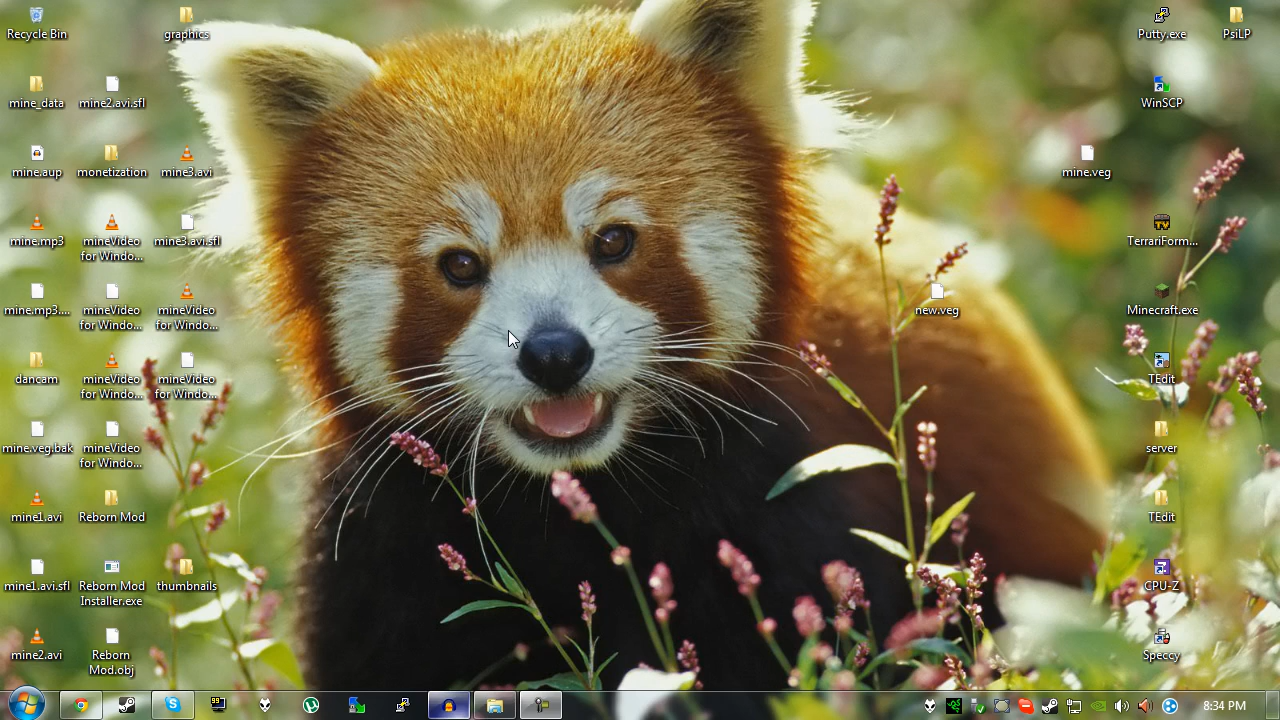 Recycle Bin
graphics
Putty.exe
PsiLP
mine_data
mine2.avi.sfl
WinSCP
mine.aup
monetization
mine3.avi
mine.veg
mine.mp3
mineVideo
for Windo...
mine3.avi.sfl
TerrariForm...
mine.mp3....
mineVideo
for Windo...
mineVideo
for Windo...
new.veg
Minecraft.exe
dancam
mineVideo
for Windo...
mineVideo
for Windo...
TEdit
mine.veg.bak
mineVideo
for Windo...
server
mine1.avi
Reborn Mod
TEdit
mine1.avi.sfl
Reborn Mod
Installer.exe
thumbnails
CPU-Z
mine2.avi
Reborn
Mod.obj
Speccy
8:34 PM